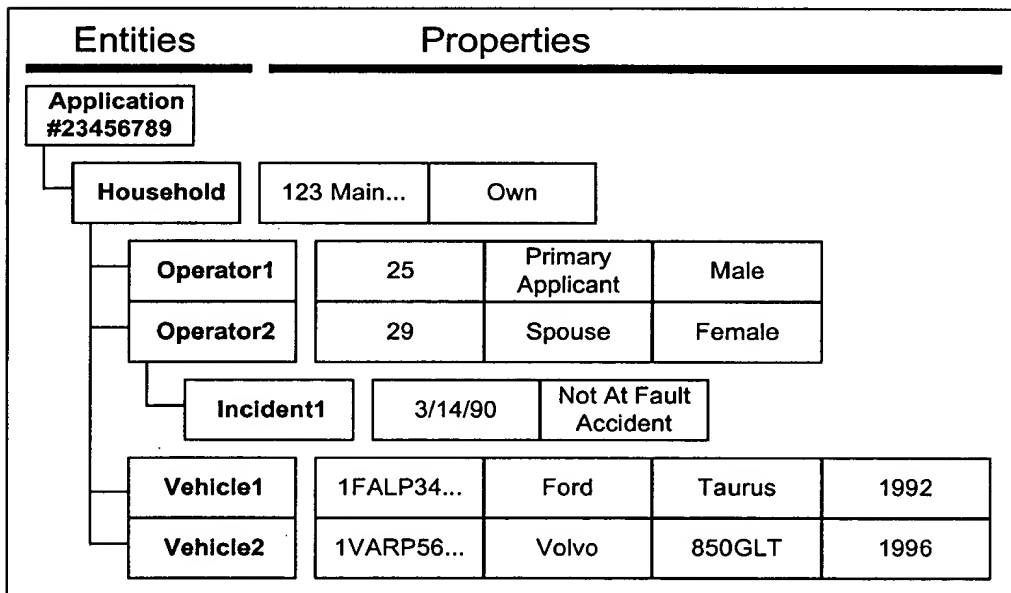 Entities Properties
Application
#23456789
Household 123 Main... Own
Operator1 25 Primary Applicant Male
Operator2 29 Spouse Female
Incident1 3/14/90 Not At Fault Accident
Vehicle1 1FALP34... Ford Taurus 1992
Vehicle2 1VARP56... Volvo 850GLT 1996